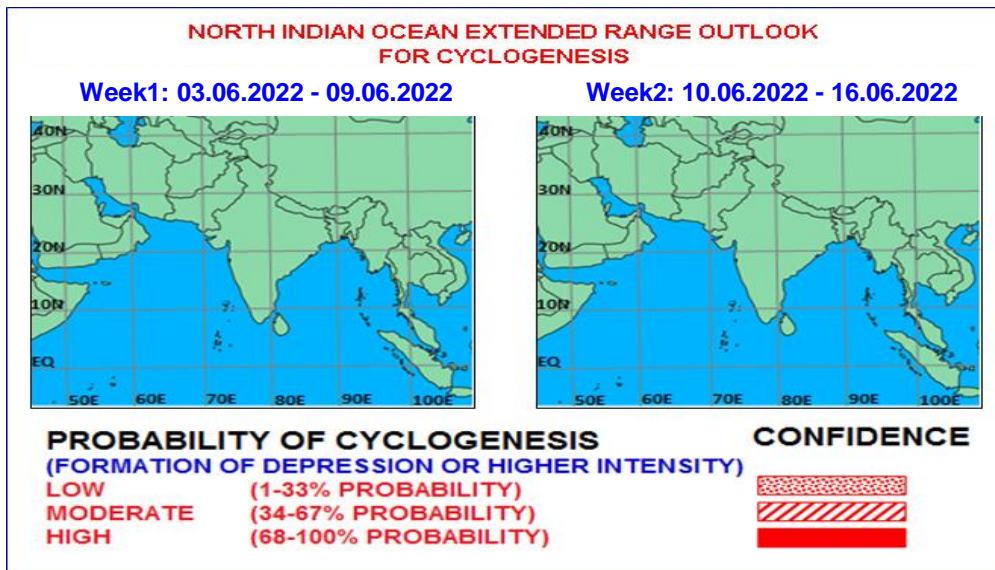 NORTH INDIAN OCEAN EXTENDED RANGE OUTLOOK
FOR CYCLOGENESIS
Week1: 03.06.2022 - 09.06.2022
Week2: 10.06.2022 - 16.06.2022
40N
30N
20N
10N
EQ
50E 60E 70E 80E 90E 100E
40N
30N
20N
10N
EQ
50E 60E 70E 80E 90E 100E
PROBABILITY OF CYCLOGENESIS
(FORMATION OF DEPRESSION OR HIGHER INTENSITY)
LOW (1-33% PROBABILITY)
MODERATE (34-67% PROBABILITY)
HIGH (68-100% PROBABILITY)
CONFIDENCE